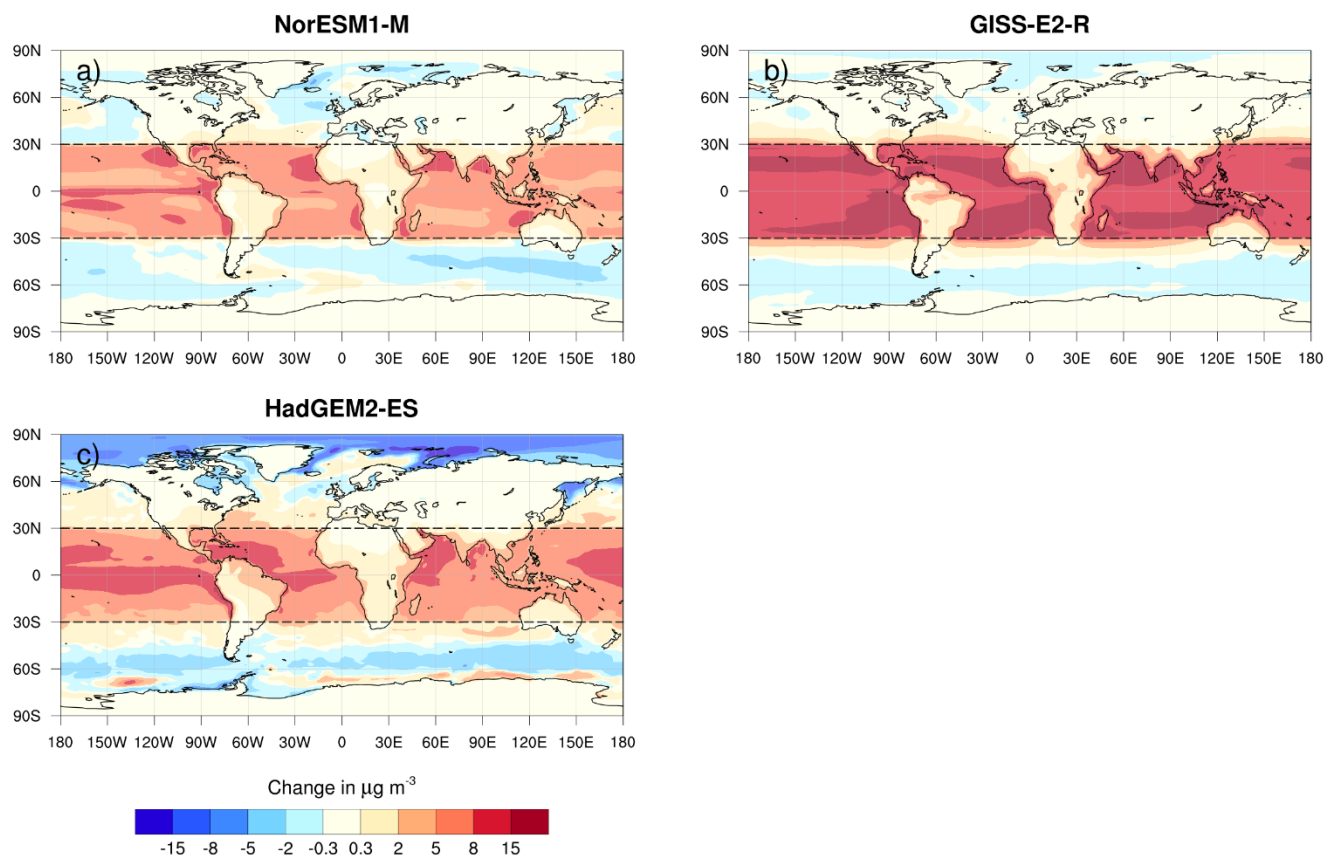 NorESM1-M
GISS-E2-R
90N
a)
60N
30N
0
30S
60S
90S
180 150W 120W 90W 60W 30W 0 30E 60E 90E 120E 150E 180
90N
b)
60N
30N
0
30S
60S
90S
180 150W 120W 90W 60W 30W 0 30E 60E 90E 120E 150E 180
HadGEM2-ES
90N
c)
60N
30N
0
30S
60S
90S
180 150W 120W 90W 60W 30W 0 30E 60E 90E 120E 150E 180
Change in μg m⁻³
-15 -8 -5 -2 -0.3 0.3 2 5 8 15